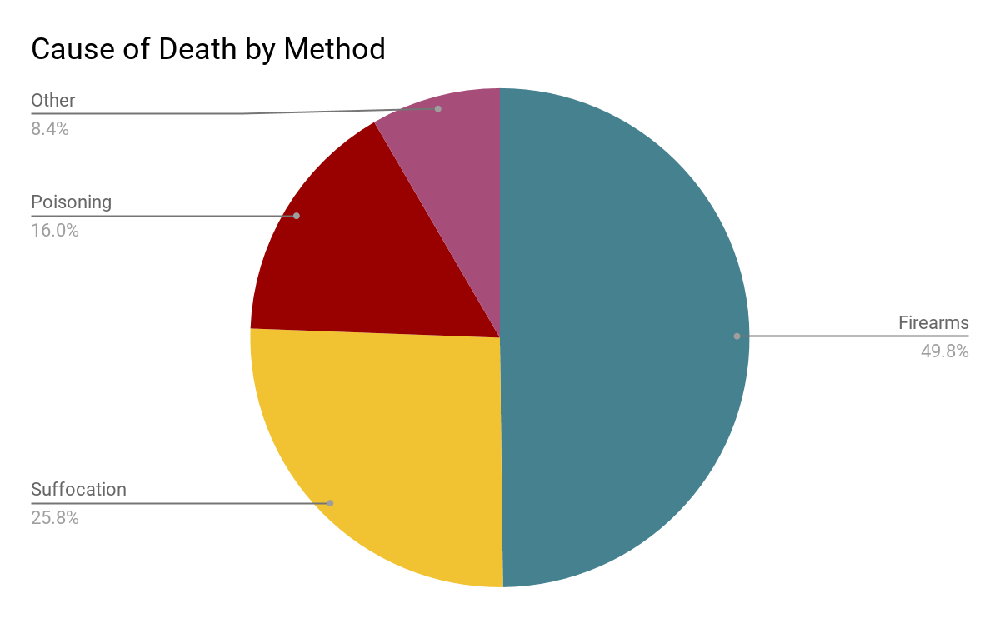 Cause of Death by Method
Other
8.4%
Poisoning
16.0%
Firearms
49.8%
Suffocation
25.8%